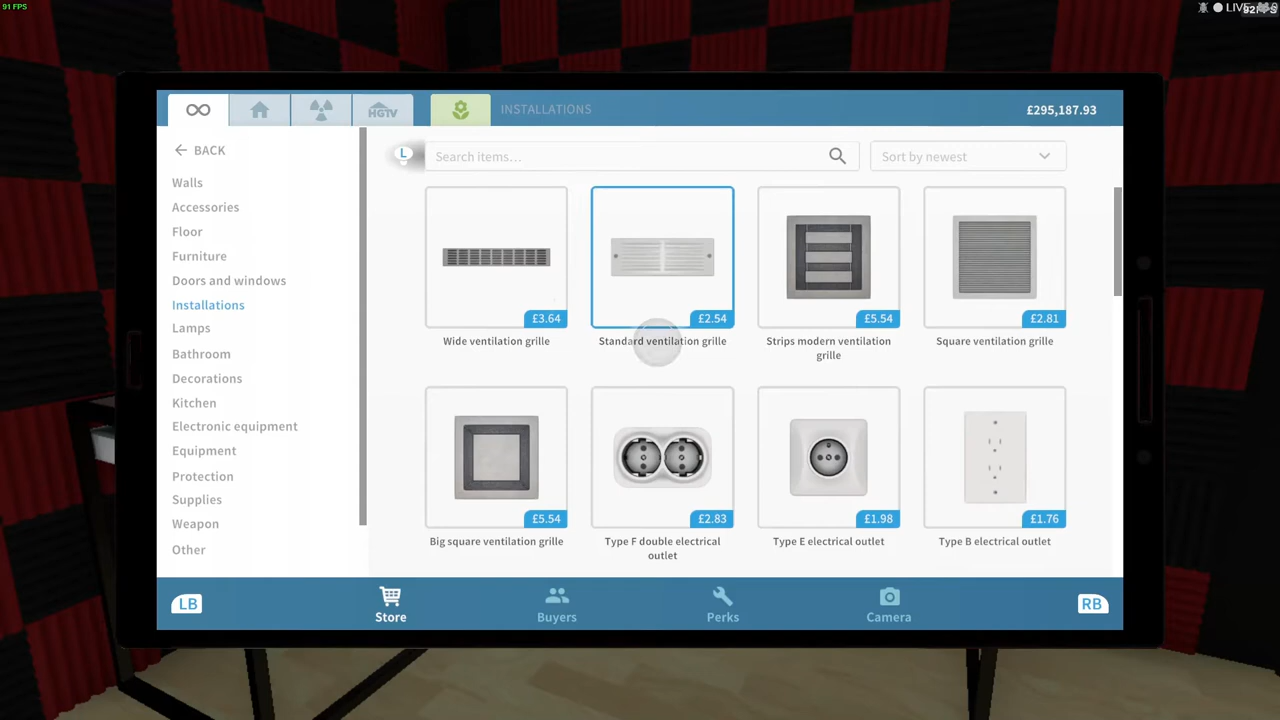 91 FPS
LIVE
INSTALLATIONS
HGTV
£295,187.93
BACK
L
Search items...
Sort by newest
Walls
Accessories
Floor
Furniture
Doors and windows
Installations
Lamps
Bathroom
Decorations
Kitchen
Electronic equipment
Equipment
Protection
Supplies
Weapon
Other
£3.64
£2.54
£5.54
£2.81
Wide ventilation grille
Standard ventilation grille
Strips modern ventilation
grille
Square ventilation grille
£5.54
£2.83
£1.98
£1.76
Big square ventilation grille
Type F double electrical
outlet
Type E electrical outlet
Type B electrical outlet
LB
Store
Buyers
Perks
Camera
RB